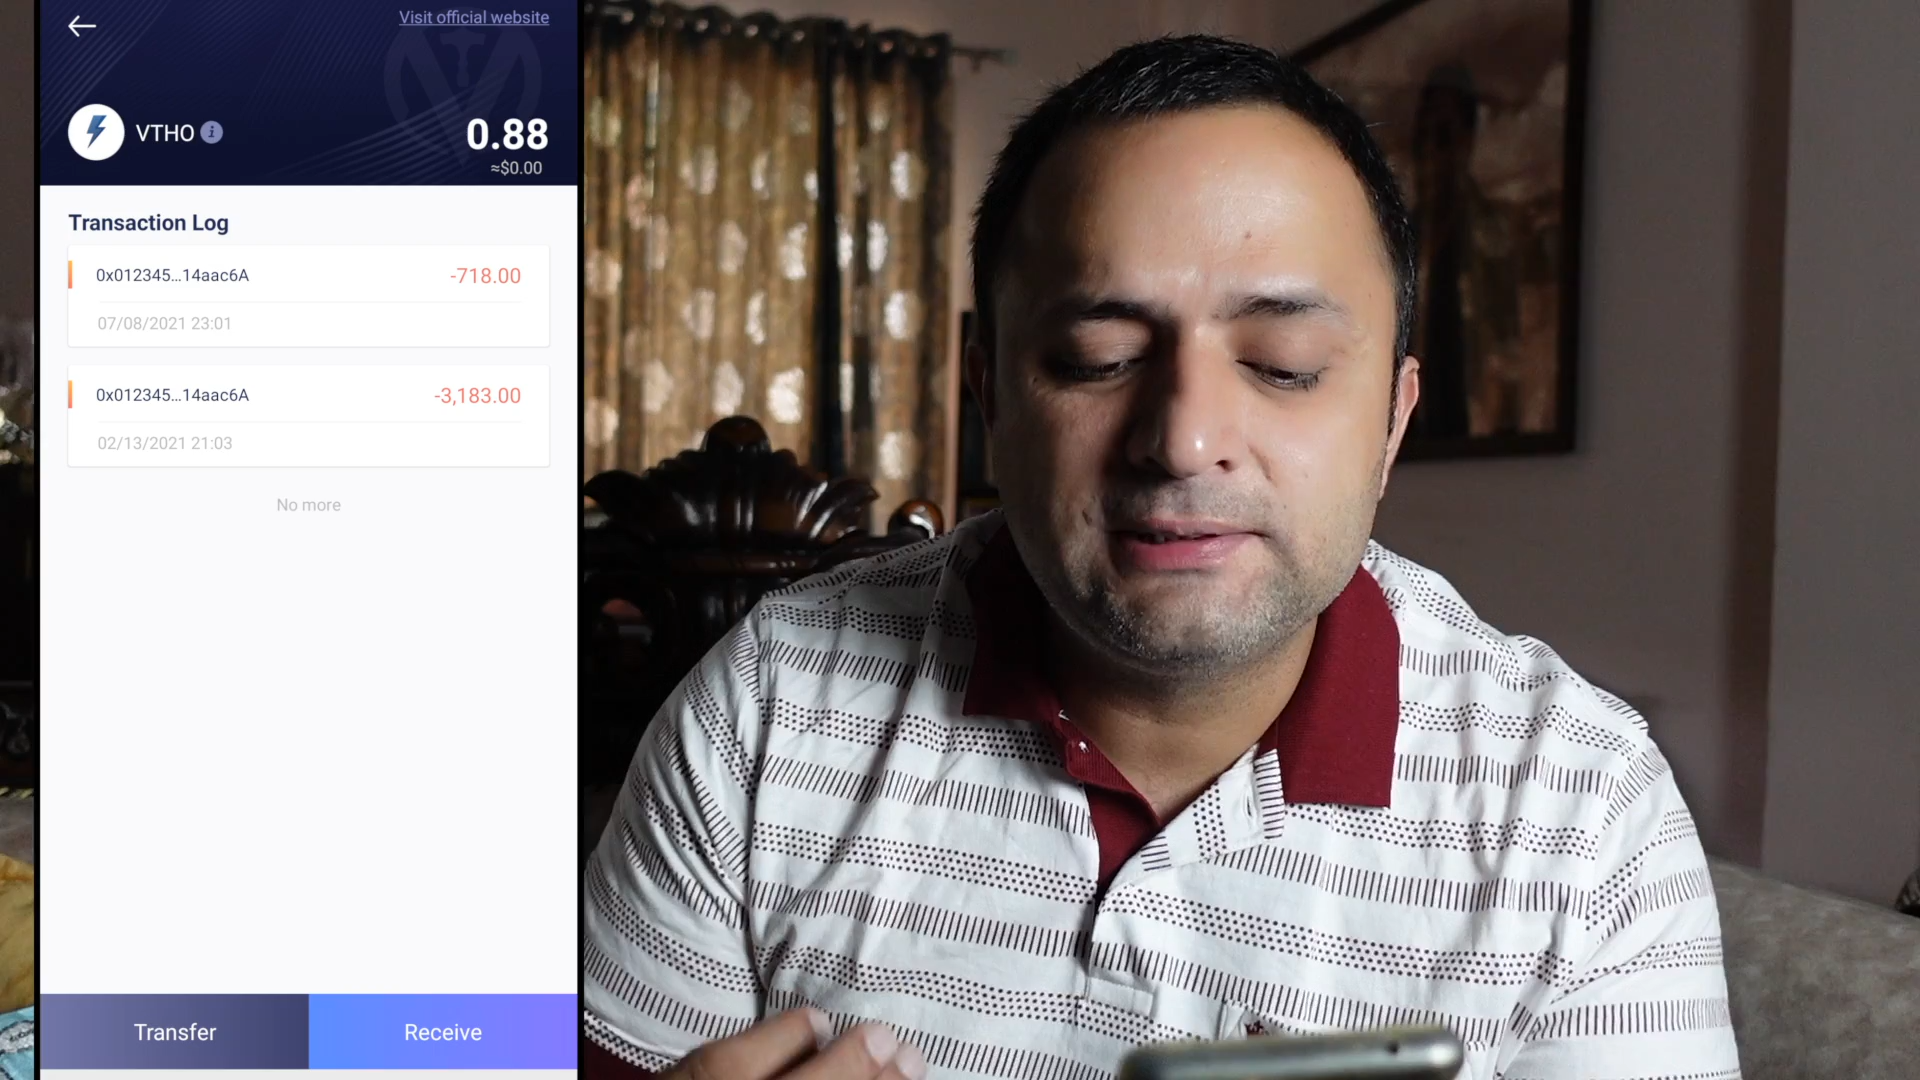 Visit official website
VTHO
0.88
≈$0.00
Transaction Log
0x012345...14aac6A
-718.00
07/08/2021 23:01
0x012345...14aac6A
-3,183.00
02/13/2021 21:03
No more
Transfer
Receive